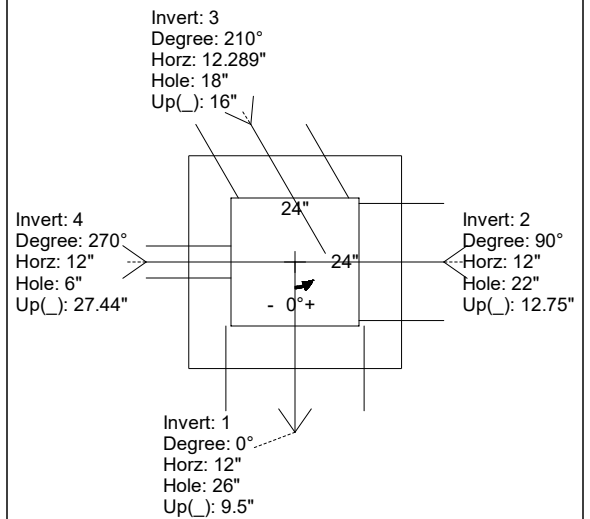 Invert: 3
Degree: 210°
Horz: 12.289"
Hole: 18"
Up(_): 16"
24"
24"
- 0°+
Invert: 4
Degree: 270°
Horz: 12"
Hole: 6"
Up(_): 27.44"
Invert: 2
Degree: 90°
Horz: 12"
Hole: 22"
Up(_): 12.75"
Invert: 1
Degree: 0°
Horz: 12"
Hole: 26"
Up(_): 9.5"